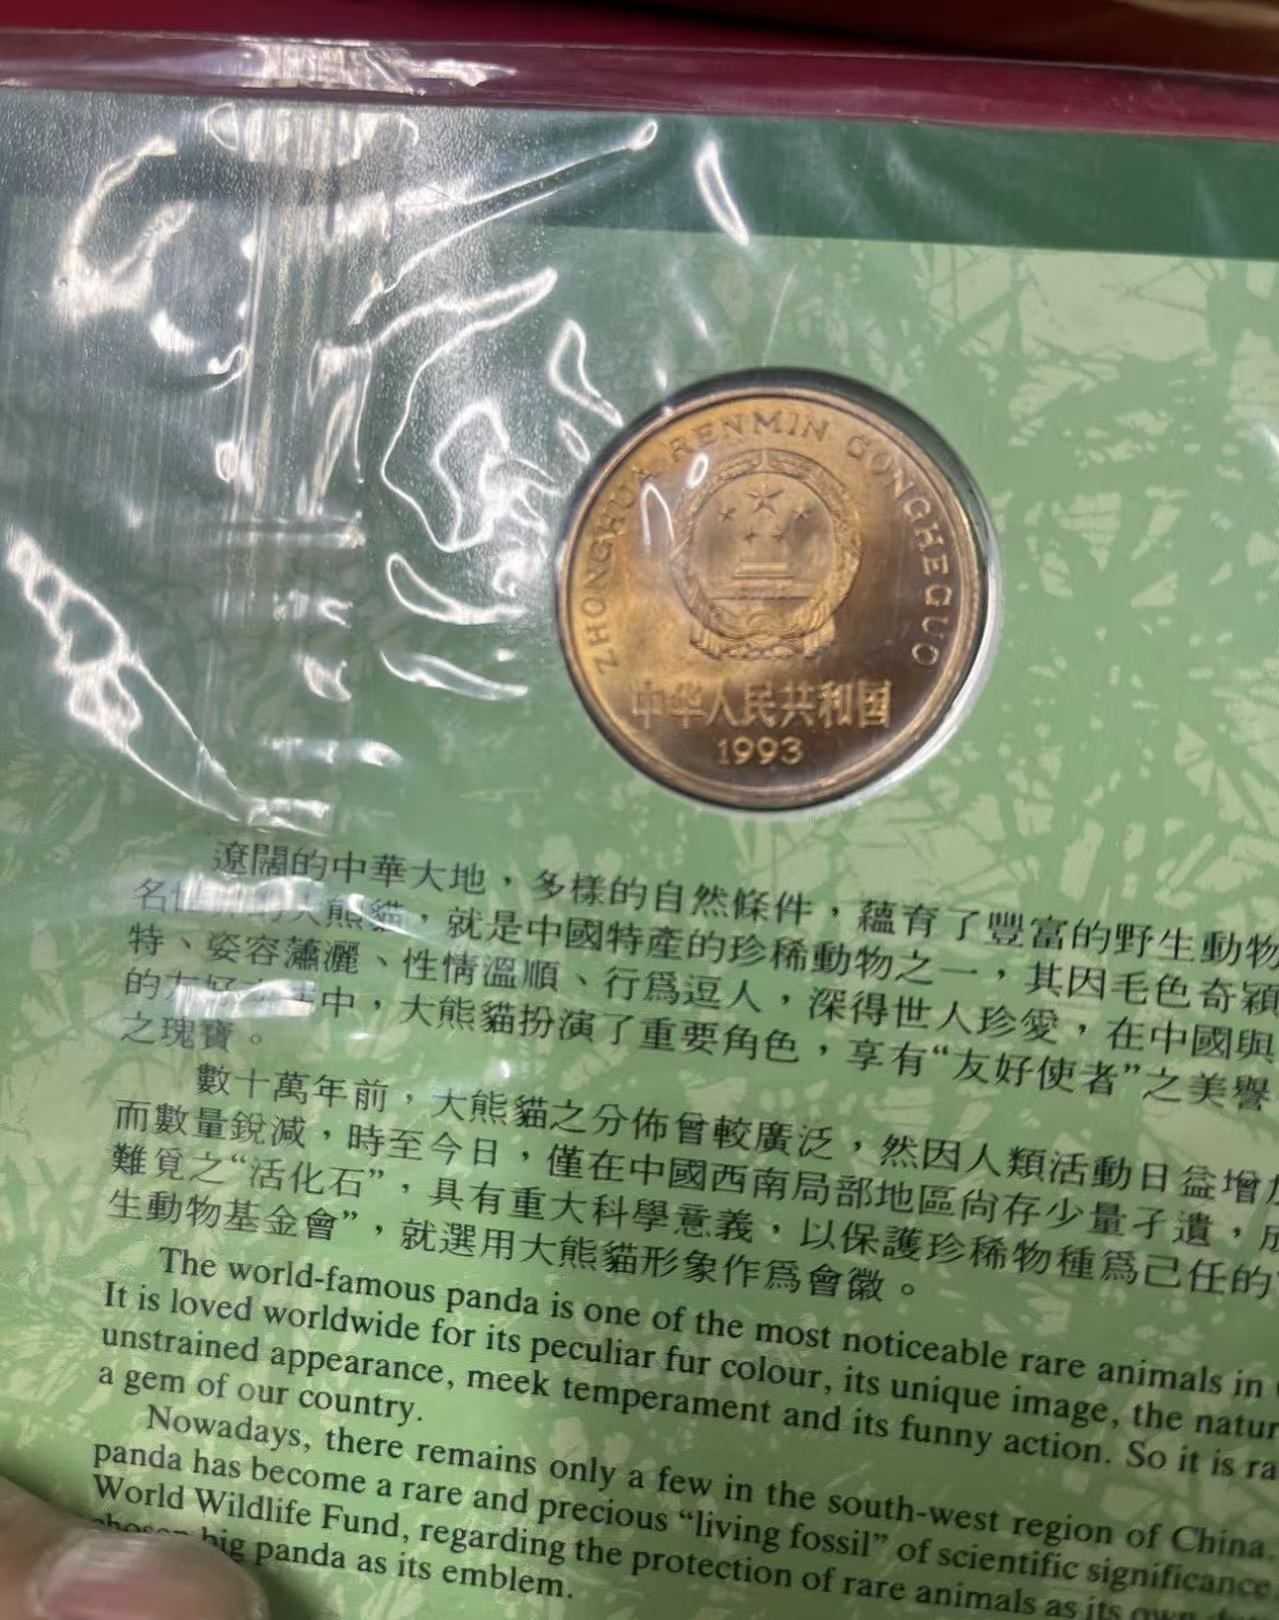 ZHONGHUA RENMIN GONGHEGUO
中华人民共和国
1993
遼闊的中華大地，多樣的自然條件，蘊育了豐富的野生動物
名世 大熊貓，就是中國特產的珍稀動物之一，其因毛色奇穎
特、姿容瀟灑、性情溫順、行爲逗人，深得世人珍愛，在中國與
的友好 中，大熊貓扮演了重要角色，享有“友好使者”之美譽
之瑰寶。
數十萬年前，大熊貓之分佈曾較廣泛，然因人類活動日益增
而數量銳減，時至今日，僅在中國西南局部地區尙存少量孑遺，成
難覓之“活化石”，具有重大科學意義，以保護珍稀物種爲己任的“
生動物基金會”，就選用大熊貓形象作爲會徽。
The world-famous panda is one of the most noticeable rare animals in
It is loved worldwide for its peculiar fur colour, its unique image, the natur
unstrained appearance, meek temperament and its funny action. So it is ra
a gem of our country.
Nowadays, there remains only a few in the south-west region of China.
panda has become a rare and precious “living fossil” of scientific significance
World Wildlife Fund, regarding the protection of rare animals as its own
chosen big panda as its emblem.